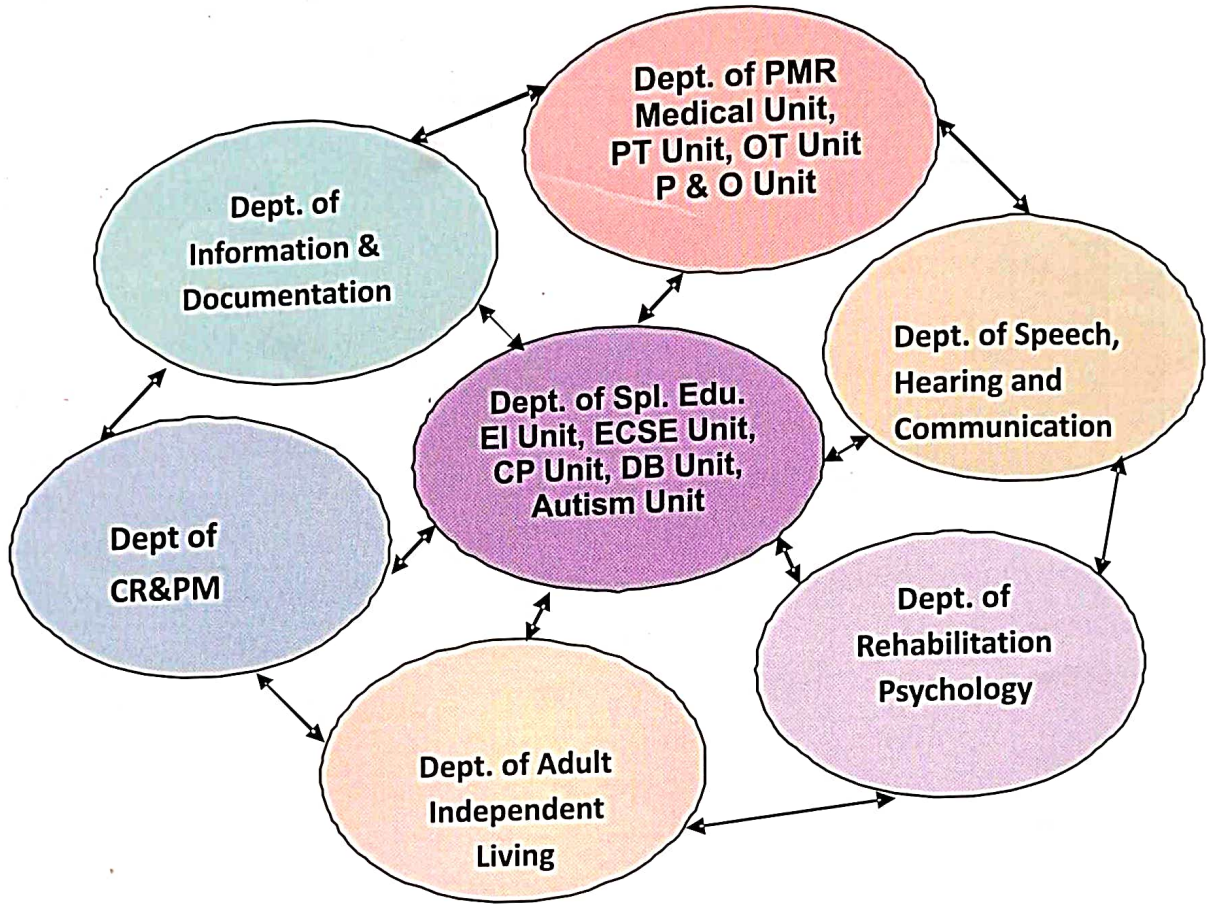 Dept. of PMR
Medical Unit,
PT Unit, OT Unit
P & O Unit
Dept. of
Information &
Documentation
Dept. of Speech,
Hearing and
Communication
Dept. of Spl. Edu.
EI Unit, ECSE Unit,
CP Unit, DB Unit,
Autism Unit
Dept of
CR&PM
Dept. of
Rehabilitation
Psychology
Dept. of Adult
Independent
Living